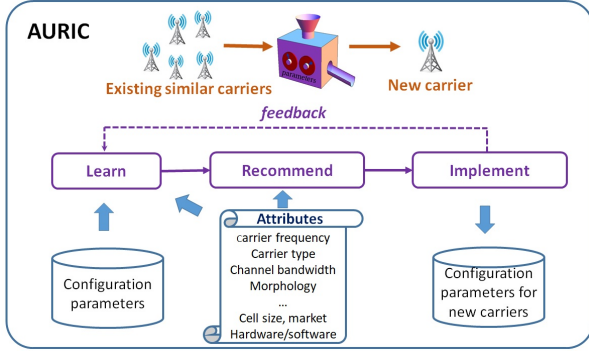 AURIC
parameters
Existing similar carriers
New carrier
feedback
Learn
Recommend
Implement
Attributes
carrier frequency
Carrier type
Channel bandwidth
Morphology
...
Cell size, market
Hardware/software
Configuration
parameters
Configuration
parameters for
new carriers